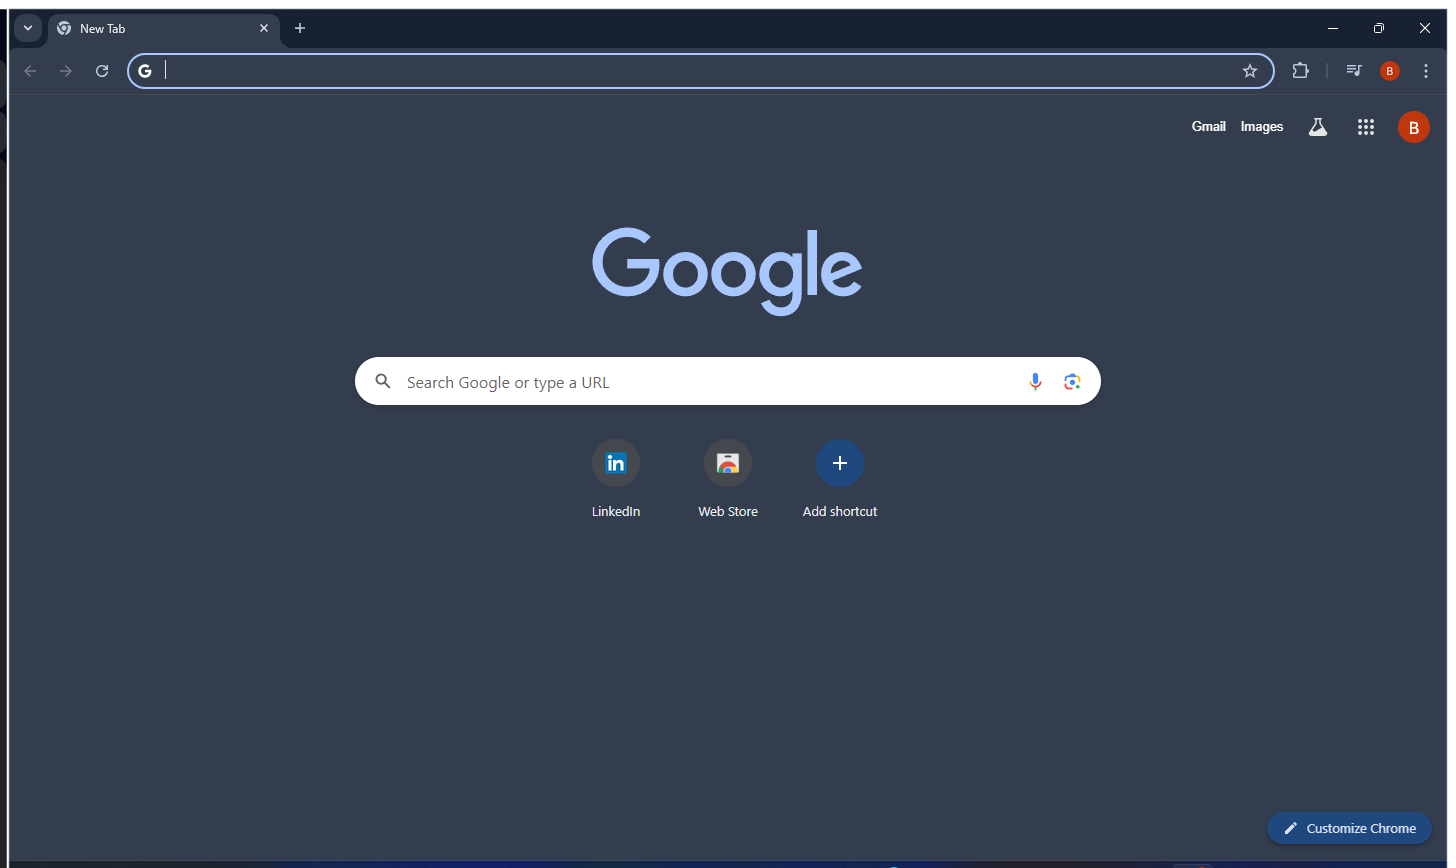 New Tab
G
B
Gmail Images
B
Google
Search Google or type a URL
in
LinkedIn Web Store Add shortcut
Customize Chrome